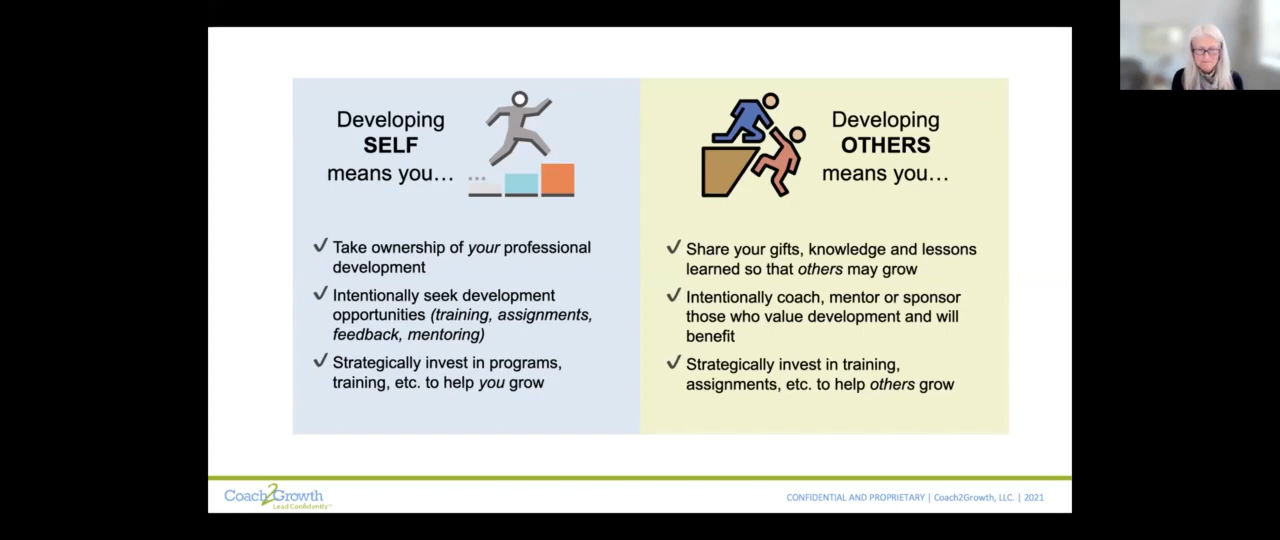 Developing
SELF
means you…
Take ownership of your professional
development
Intentionally seek development
opportunities (training, assignments,
feedback, mentoring)
Strategically invest in programs,
training, etc. to help you grow
Developing
OTHERS
means you…
Share your gifts, knowledge and lessons
learned so that others may grow
Intentionally coach, mentor or sponsor
those who value development and will
benefit
Strategically invest in training,
assignments, etc. to help others grow
Coach2Growth
Lead Confidently™
CONFIDENTIAL AND PROPRIETARY | Coach2Growth, LLC. | 2021